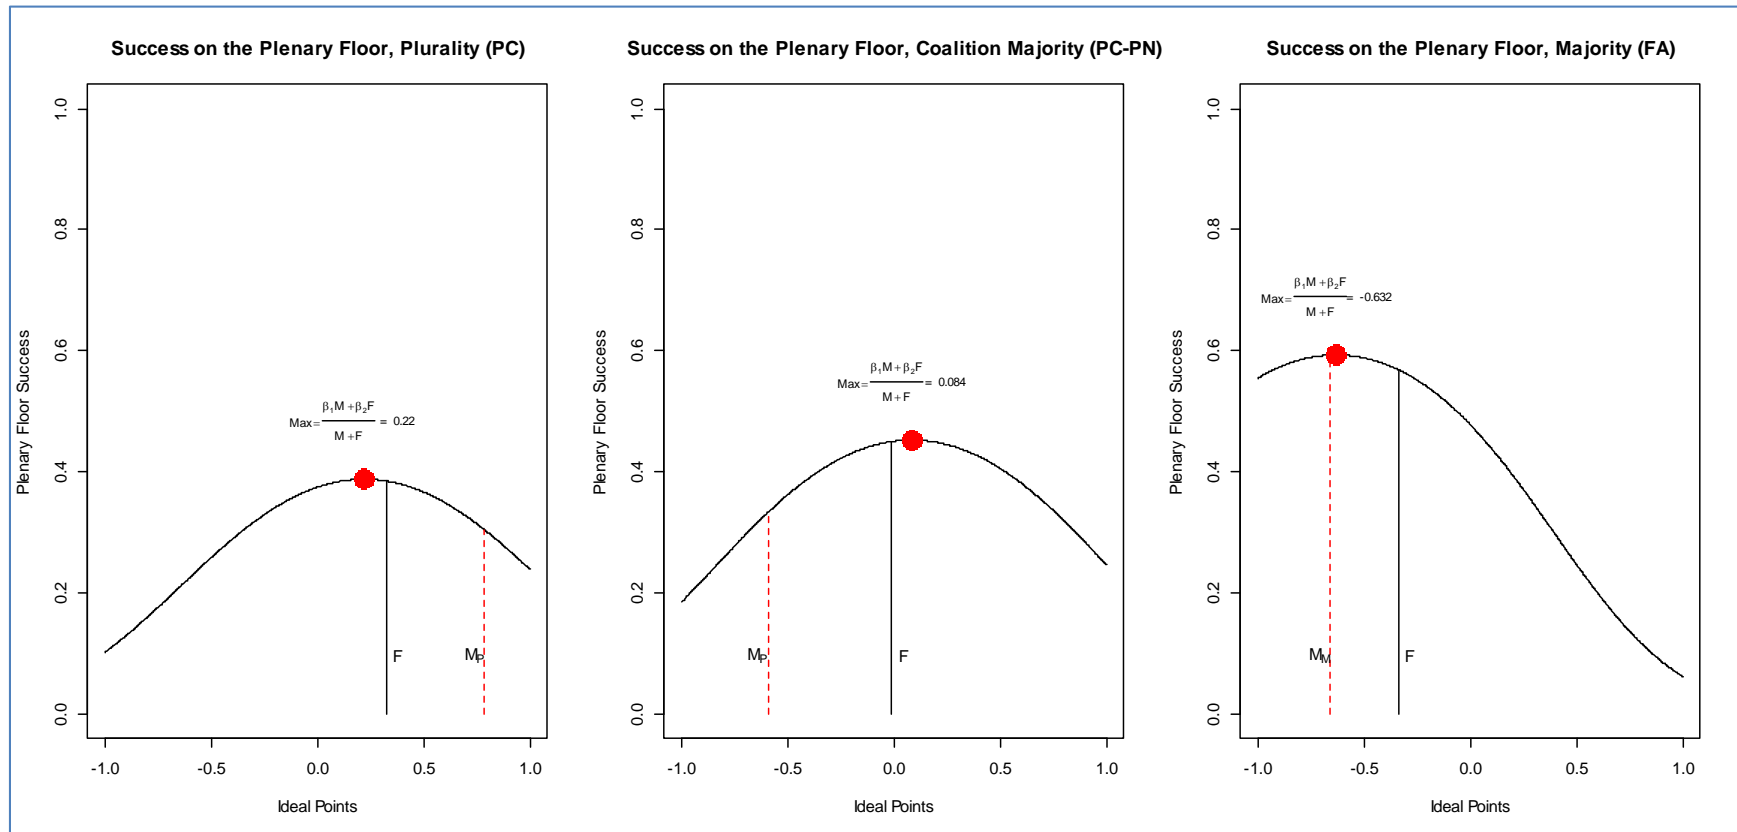 Success on the Plenary Floor, Plurality (PC)
1.0
0.8
0.6
0.4
0.2
0.0
Plenary Floor Success
Max= β₁M +β₂F / M +F = 0.22
F
M_P
-1.0 -0.5 0.0 0.5 1.0
Ideal Points
Success on the Plenary Floor, Coalition Majority (PC-PN)
1.0
0.8
0.6
0.4
0.2
0.0
Plenary Floor Success
Max= β₁M +β₂F / M +F = 0.084
M_P
F
-1.0 -0.5 0.0 0.5 1.0
Ideal Points
Success on the Plenary Floor, Majority (FA)
1.0
0.8
0.6
0.4
0.2
0.0
Plenary Floor Success
Max= β₁M +β₂F / M +F = -0.632
M_M
F
-1.0 -0.5 0.0 0.5 1.0
Ideal Points